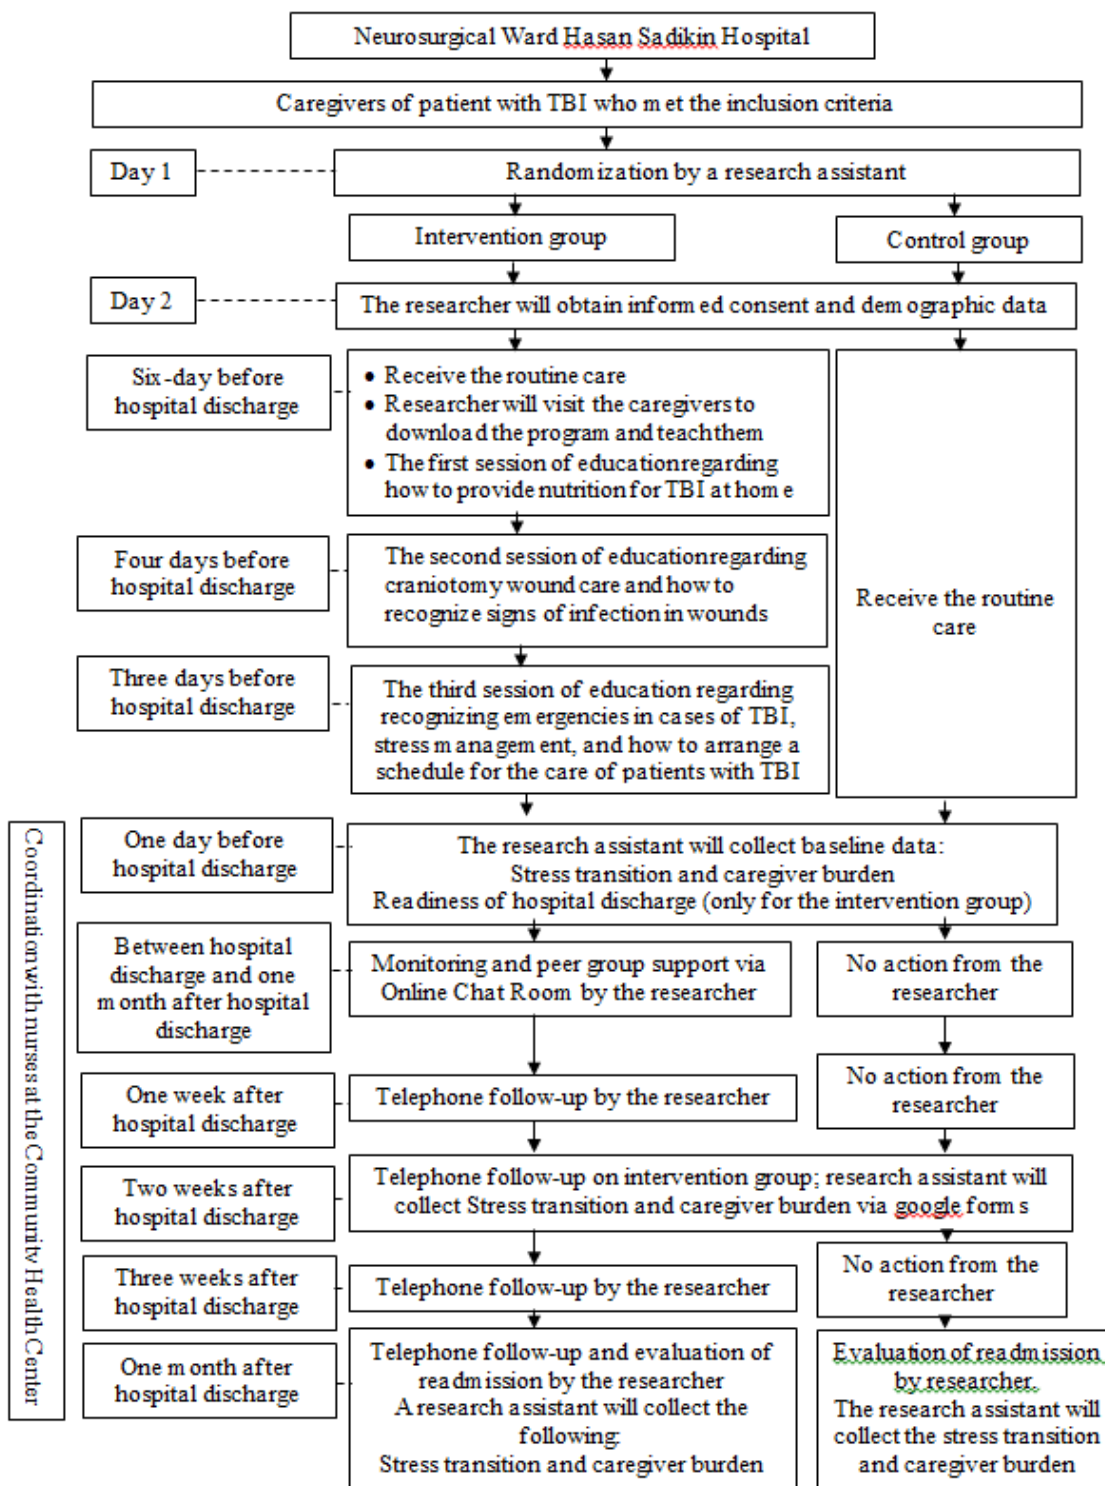 Neurosurgical Ward Hasan Sadikin Hospital
Caregivers of patient with TBI who met the inclusion criteria
Day 1
Randomization by a research assistant
Intervention group
Control group
Day 2
The researcher will obtain informed consent and demographic data
Six-day before
hospital discharge
• Receive the routine care
• Researcher will visit the caregivers to
download the program and teach them
• The first session of education regarding
how to provide nutrition for TBI at home
Receive the routine
care
Four days before
hospital discharge
The second session of education regarding
craniotomy wound care and how to
recognize signs of infection in wounds
Three days before
hospital discharge
The third session of education regarding
recognizing emergencies in cases of TBI,
stress management, and how to arrange a
schedule for the care of patients with TBI
Coordination with nurses at the Community Health Center
One day before
hospital discharge
The research assistant will collect baseline data:
Stress transition and caregiver burden
Readiness of hospital discharge (only for the intervention group)
Between hospital
discharge and one
month after hospital
discharge
Monitoring and peer group support via
Online Chat Room by the researcher
No action from the
researcher
One week after
hospital discharge
Telephone follow-up by the researcher
No action from the
researcher
Two weeks after
hospital discharge
Telephone follow-up on intervention group; research assistant will
collect Stress transition and caregiver burden via google forms
Three weeks after
hospital discharge
Telephone follow-up by the researcher
No action from the
researcher
One month after
hospital discharge
Telephone follow-up and evaluation of
readmission by the researcher
A research assistant will collect the
following:
Stress transition and caregiver burden
Evaluation of readmission
by researcher.
The research assistant will
collect the stress transition
and caregiver burden